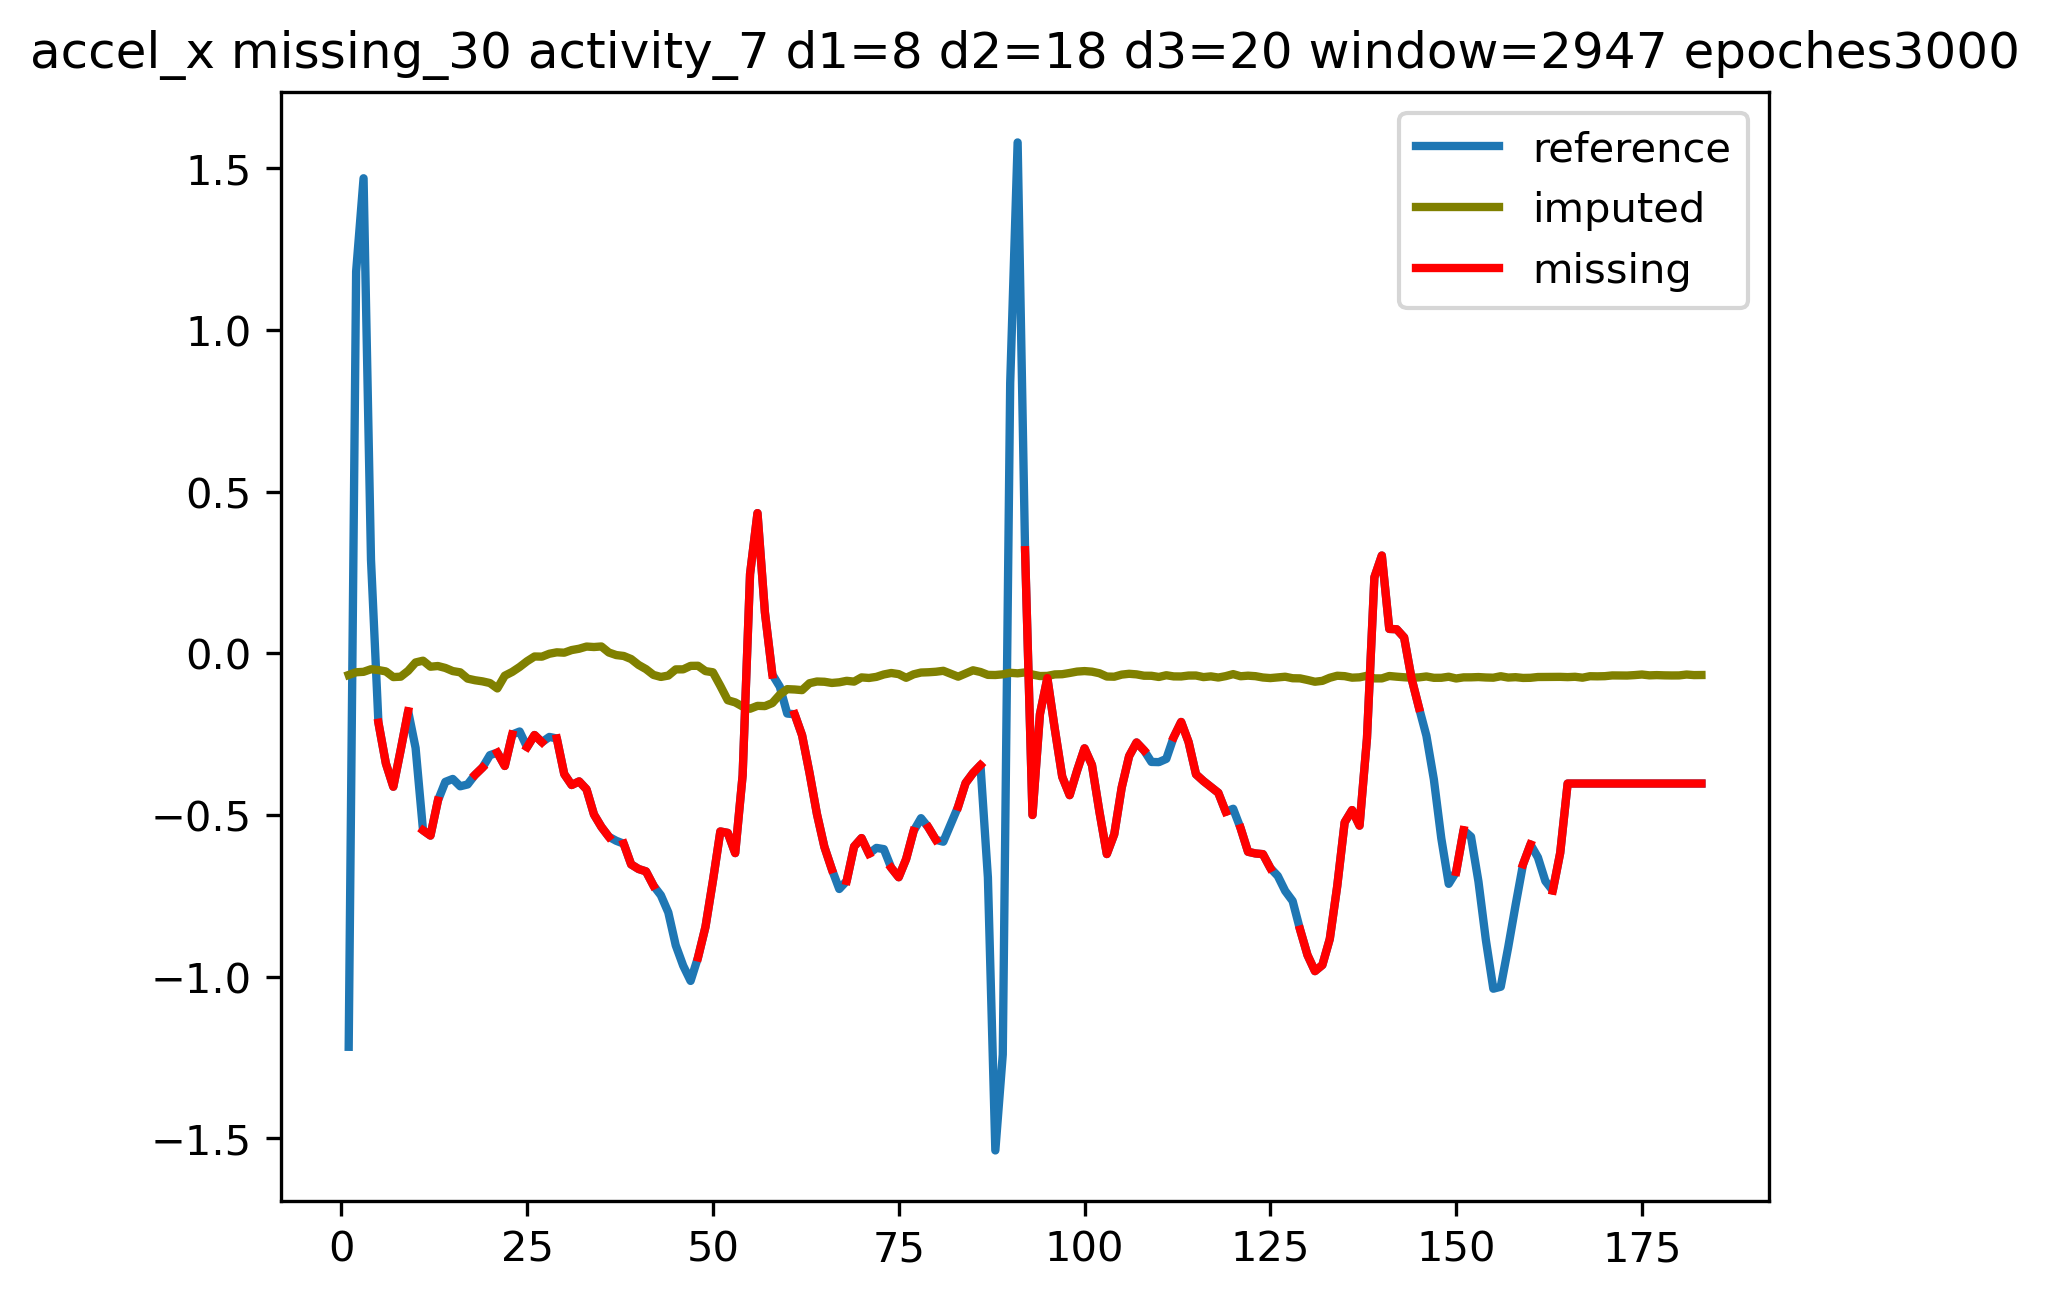 accel_x missing_30 activity_7 d1=8 d2=18 d3=20 window=2947 epoches3000
reference
imputed
missing
1.5
1.0
0.5
0.0
−0.5
−1.0
−1.5
0 25 50 75 100 125 150 175